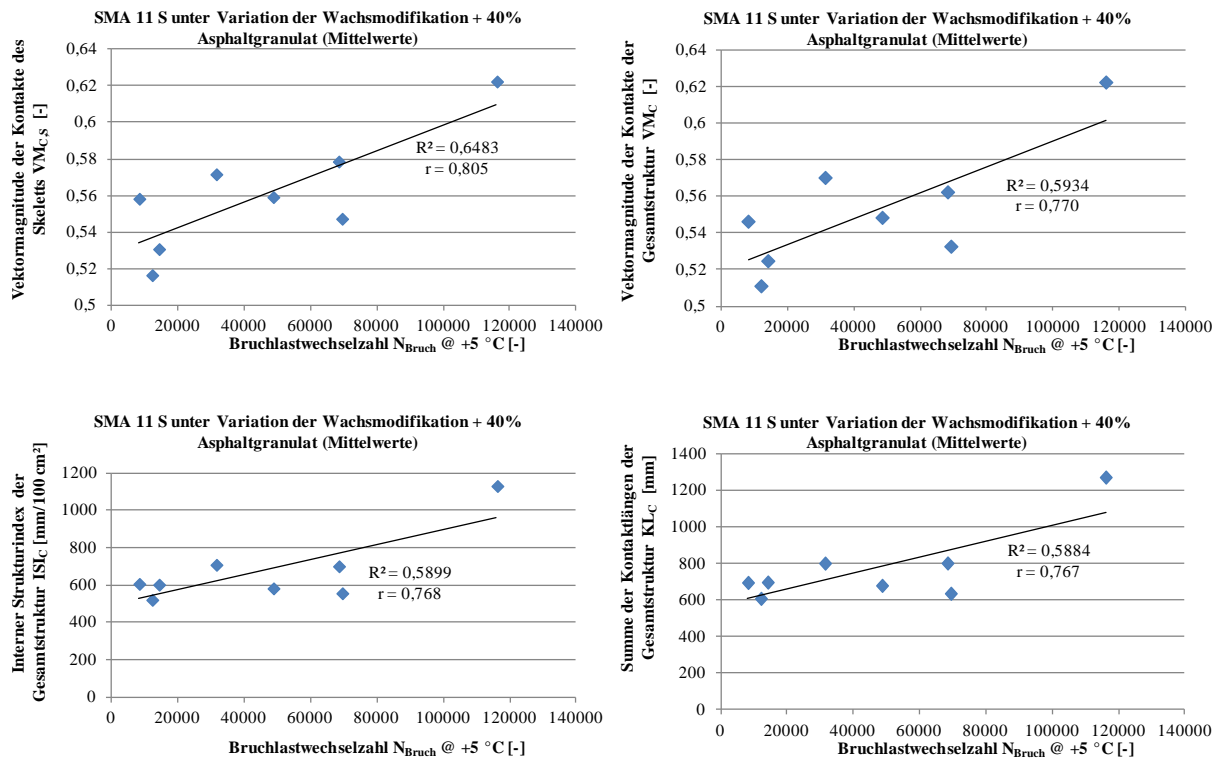 SMA 11 S unter Variation der Wachsmodifikation + 40%
Asphaltgranulat (Mittelwerte)
Vektormagnitude der Kontakte des
Skeletts VMC,S [-]
0,64
0,62
0,6
0,58
0,56
0,54
0,52
0,5
R² = 0,6483
r = 0,805
0 20000 40000 60000 80000 100000 120000 140000
Bruchlastwechselzahl NBruch @ +5 °C [-]
SMA 11 S unter Variation der Wachsmodifikation + 40%
Asphaltgranulat (Mittelwerte)
Vektormagnitude der Kontakte der
Gesamtstruktur VMC [-]
0,64
0,62
0,6
0,58
0,56
0,54
0,52
0,5
R² = 0,5934
r = 0,770
0 20000 40000 60000 80000 100000 120000 140000
Bruchlastwechselzahl NBruch @ +5 °C [-]
SMA 11 S unter Variation der Wachsmodifikation + 40%
Asphaltgranulat (Mittelwerte)
Interner Strukturindex der
Gesamtstruktur ISIC [mm/100 cm²]
1200
1000
800
600
400
200
0
R² = 0,5899
r = 0,768
0 20000 40000 60000 80000 100000 120000 140000
Bruchlastwechselzahl NBruch @ +5 °C [-]
SMA 11 S unter Variation der Wachsmodifikation + 40%
Asphaltgranulat (Mittelwerte)
Summe der Kontaktlängen der
Gesamtstruktur KLC [mm]
1400
1200
1000
800
600
400
200
0
R² = 0,5884
r = 0,767
0 20000 40000 60000 80000 100000 120000 140000
Bruchlastwechselzahl NBruch @ +5 °C [-]